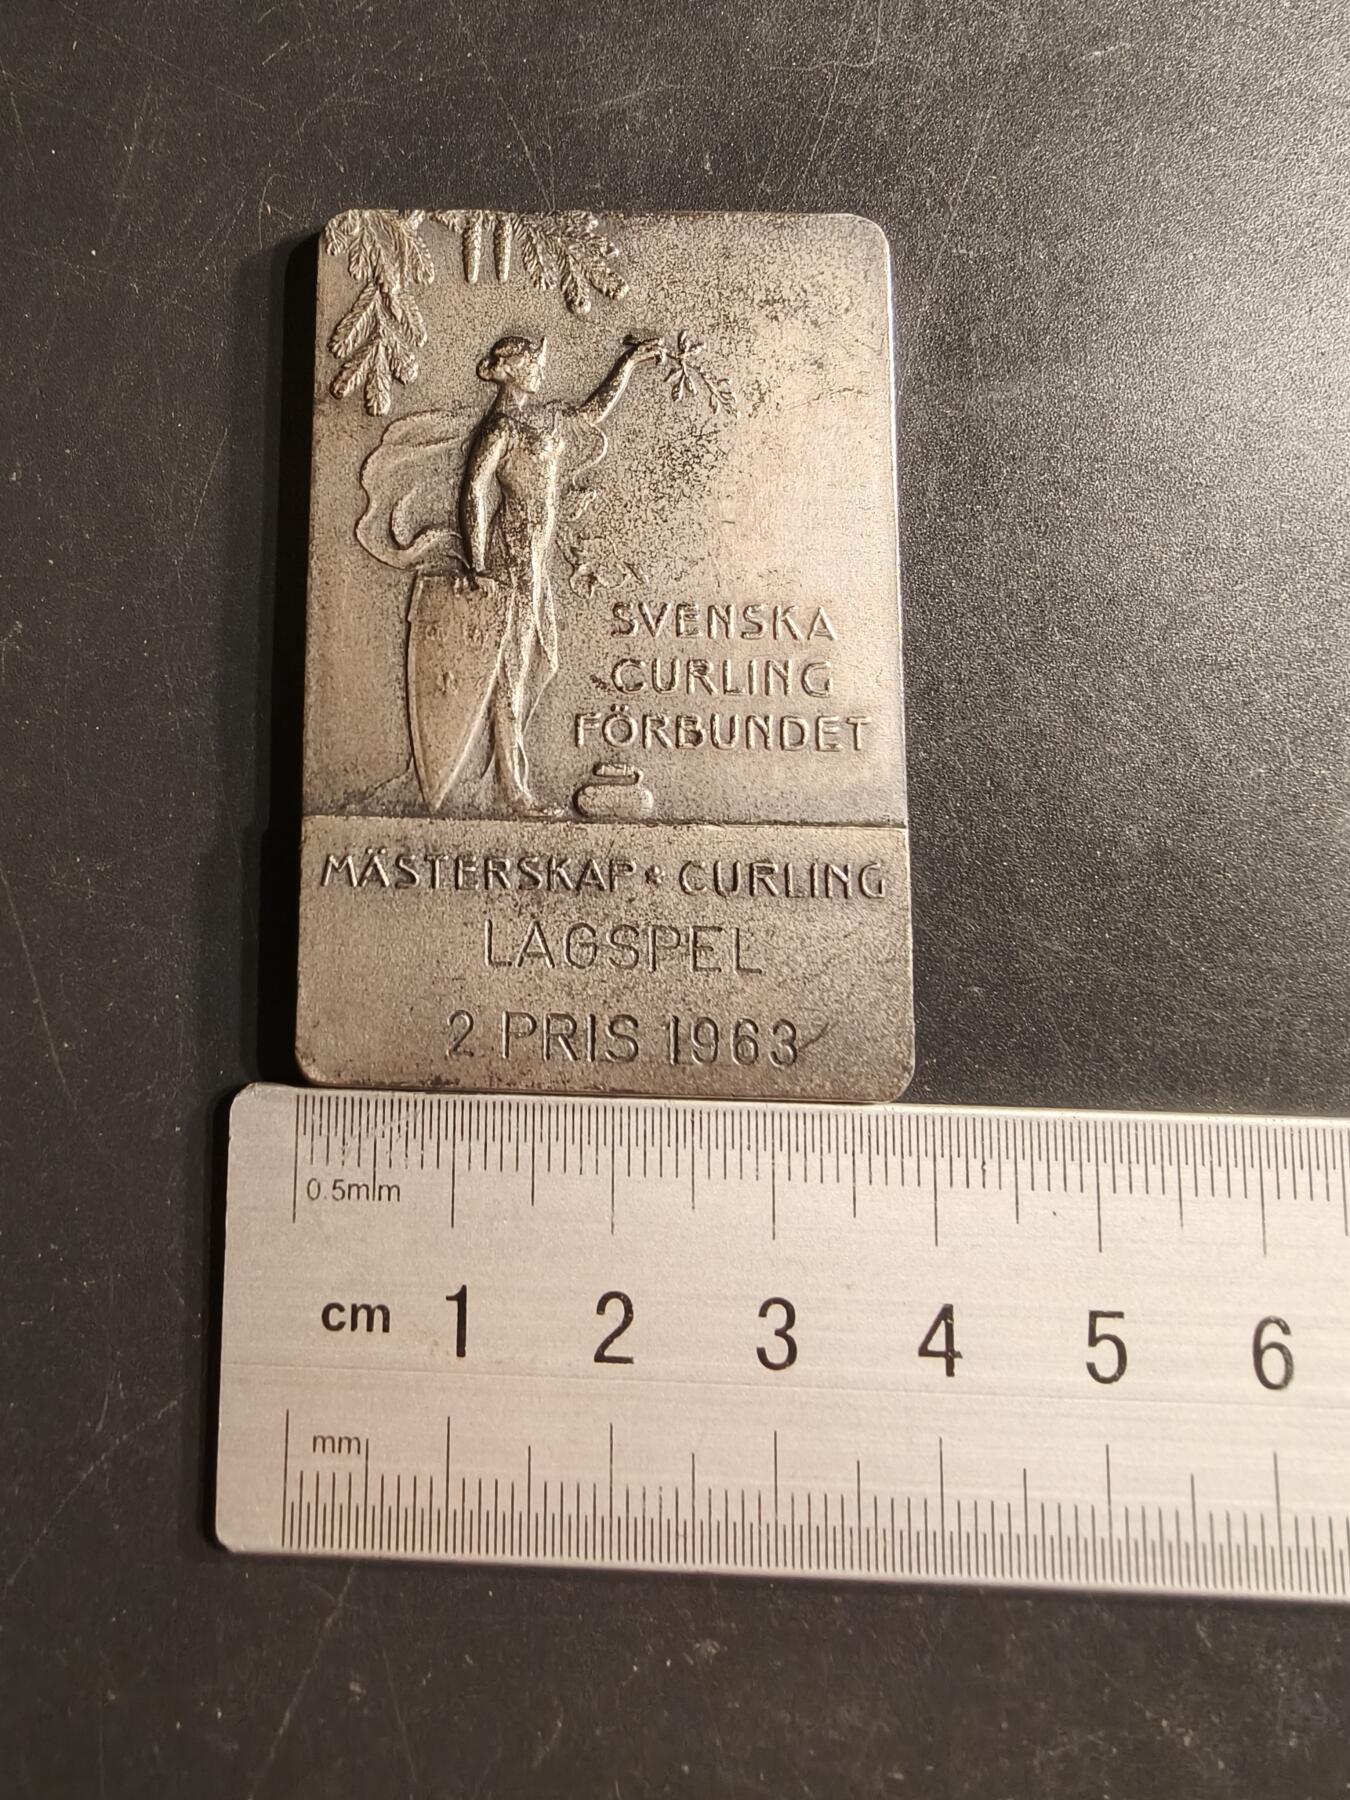 SVENSKA
CURLING
FÖRBUNDET
MÄSTERSKAP * CURLING
LAGSPEL
2 PRIS 1963
0.5mm
cm 1 2 3 4 5 6
mm